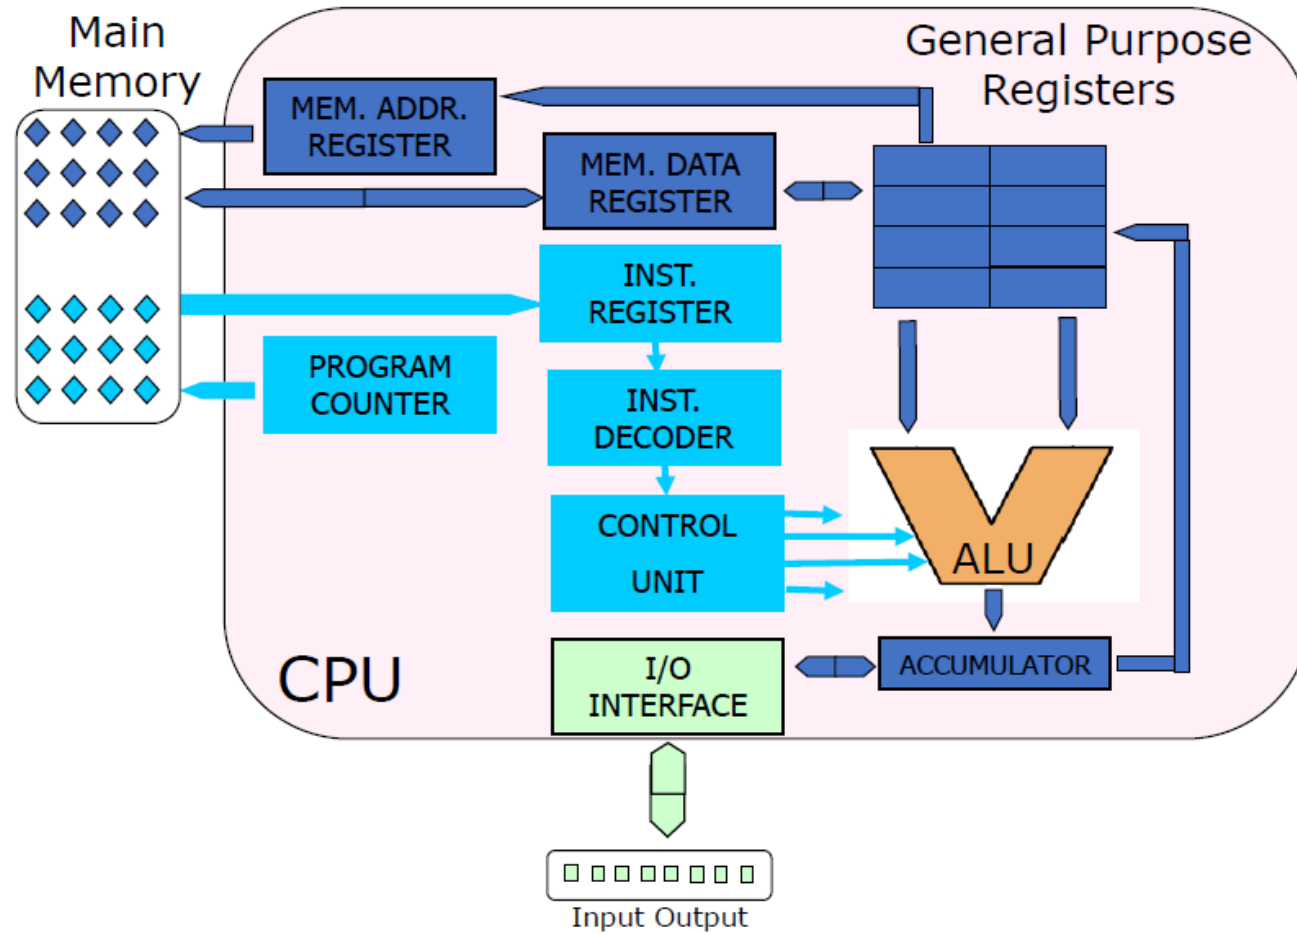 Main
Memory
General Purpose
Registers
MEM. ADDR.
REGISTER
MEM. DATA
REGISTER
INST.
REGISTER
PROGRAM
COUNTER
INST.
DECODER
CONTROL
UNIT
ALU
CPU
I/O
INTERFACE
ACCUMULATOR
Input Output